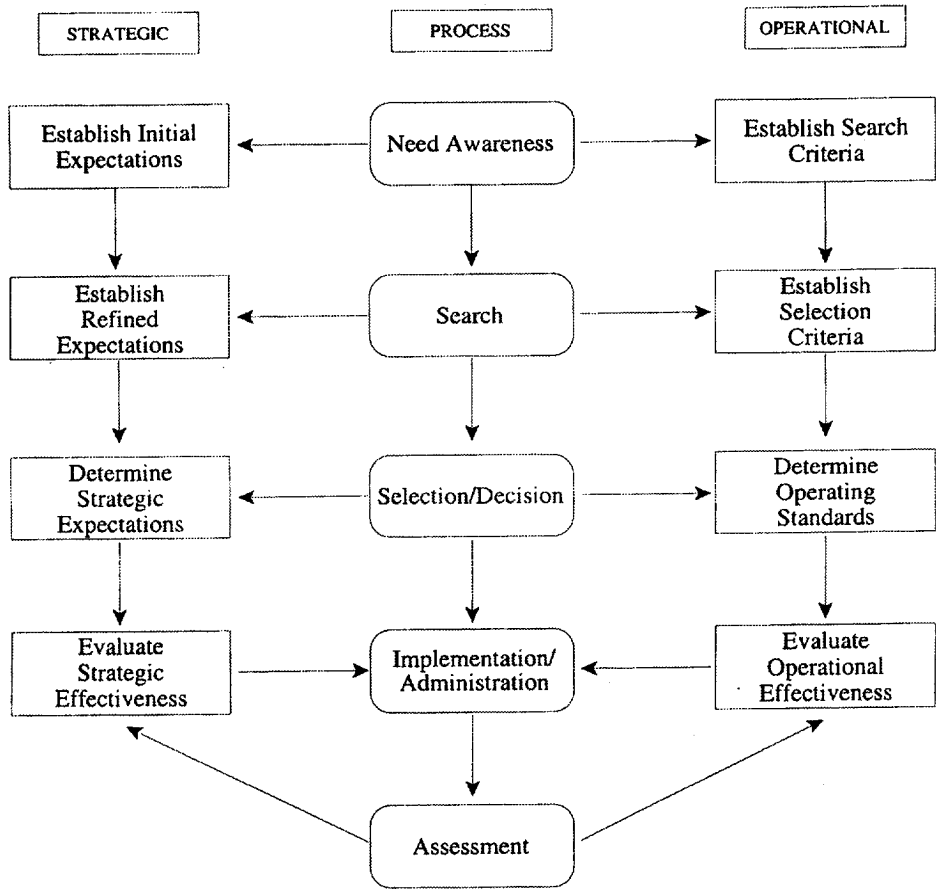 STRATEGIC
PROCESS
OPERATIONAL
Establish Initial
Expectations
Need Awareness
Establish Search
Criteria
Establish
Refined
Expectations
Search
Establish
Selection
Criteria
Determine
Strategic
Expectations
Selection/Decision
Determine
Operating
Standards
Evaluate
Strategic
Effectiveness
Implementation/
Administration
Evaluate
Operational
Effectiveness
Assessment